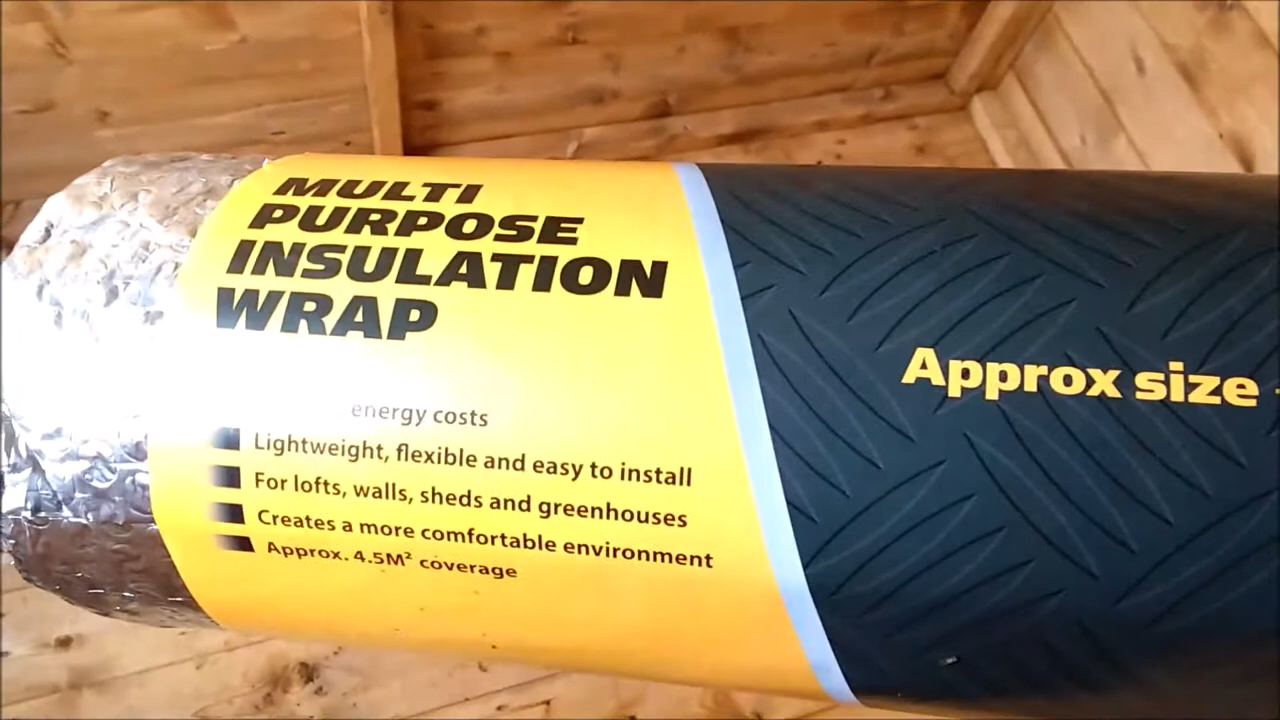 MULTI
PURPOSE
INSULATION
WRAP
energy costs
Lightweight, flexible and easy to install
For lofts, walls, sheds and greenhouses
Creates a more comfortable environment
Approx. 4.5M² coverage
Approx size